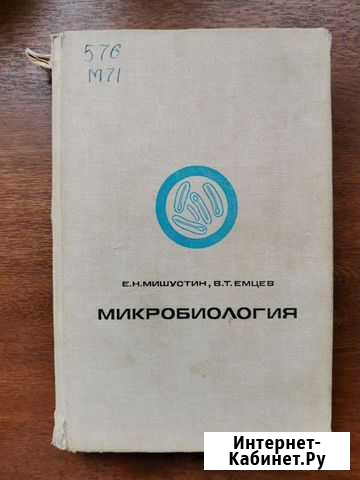 576
М71
Е.Н.МИШУСТИН, В.Т.ЕМЦЕВ
МИКРОБИОЛОГИЯ
Интернет-
Кабинет.Ру